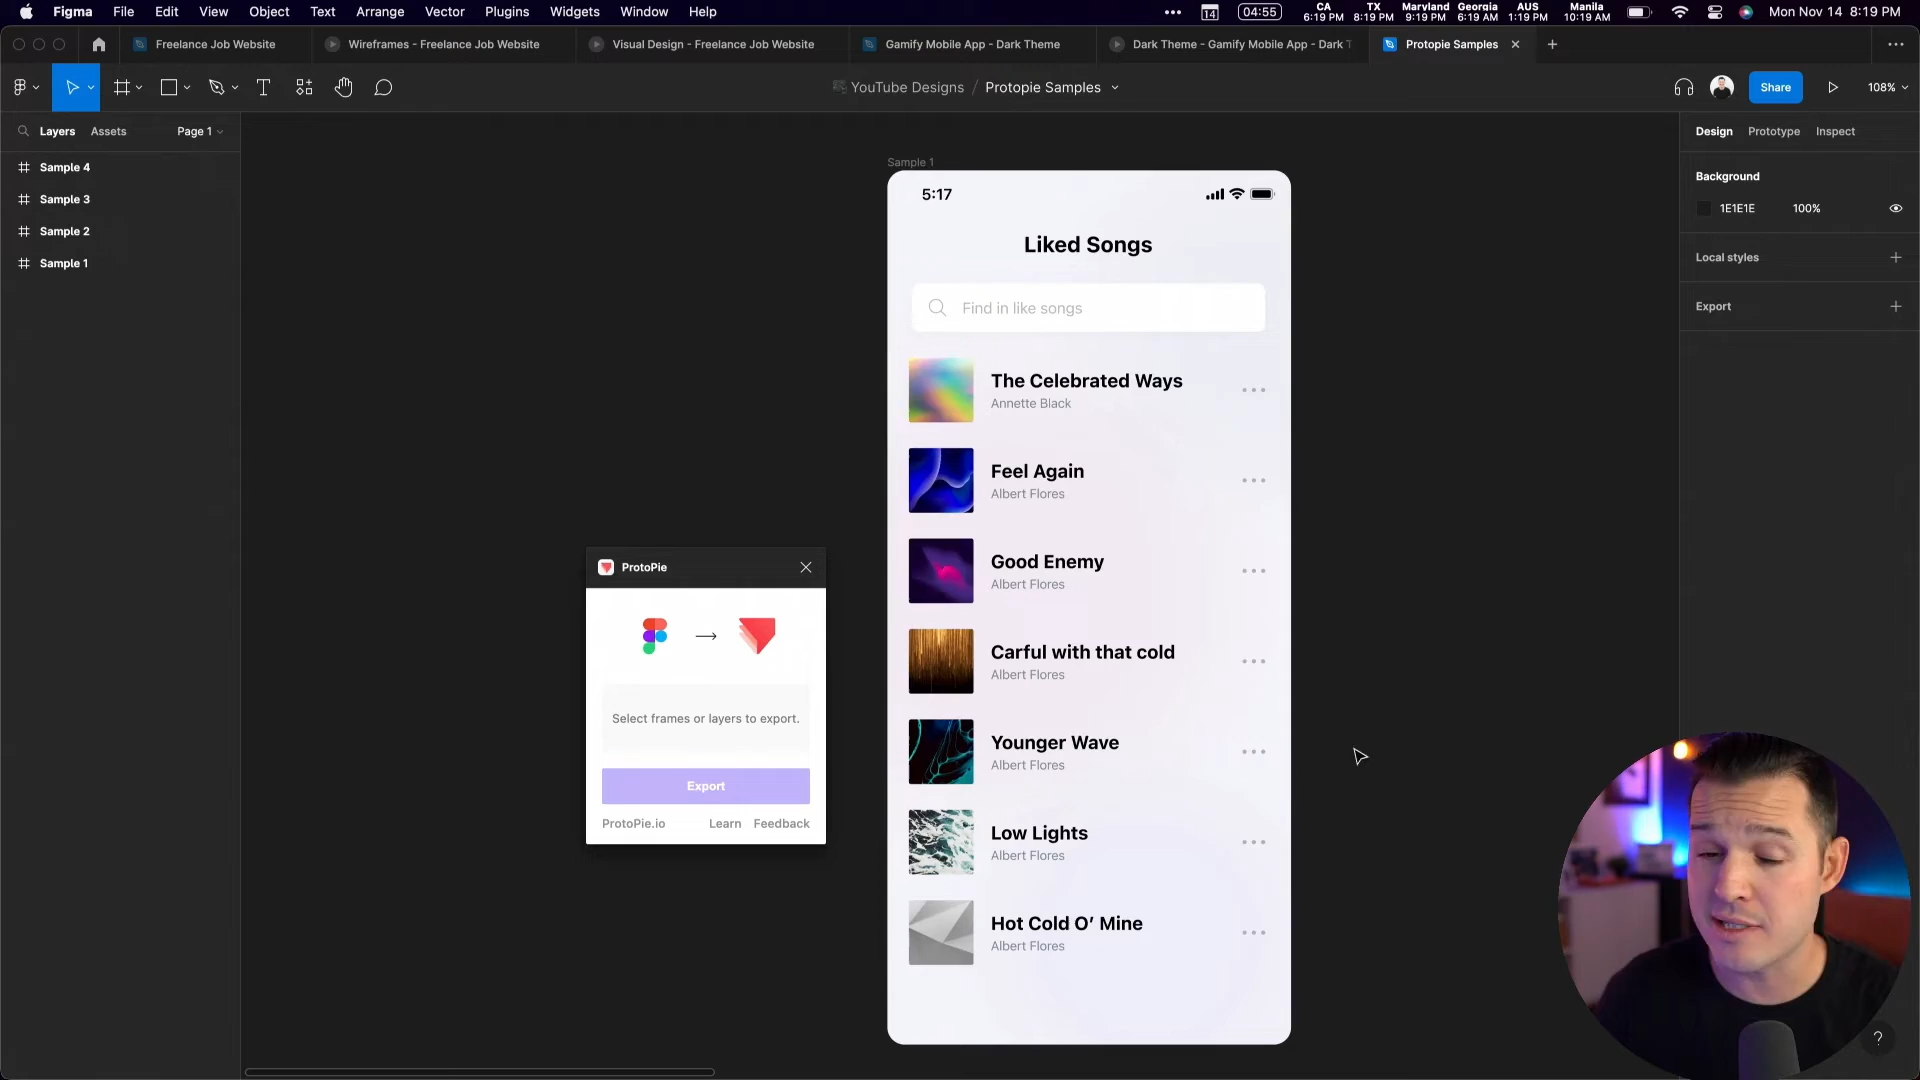 Figma File Edit View Object Text Arrange Vector Plugins Widgets Window Help
14 04:55 CA 6:19 PM TX 8:19 PM Maryland 9:19 PM Georgia 6:19 AM AUS 1:19 PM Manila 10:19 AM Mon Nov 14 8:19 PM
Freelance Job Website
Wireframes - Freelance Job Website
Visual Design - Freelance Job Website
Gamify Mobile App - Dark Theme
Dark Theme - Gamify Mobile App - Dark T
Protopie Samples
YouTube Designs / Protopie Samples
Share
108%
Layers Assets Page 1
Sample 4
Sample 3
Sample 2
Sample 1
Sample 1
5:17
Liked Songs
Find in like songs
The Celebrated Ways
Annette Black
Feel Again
Albert Flores
Good Enemy
Albert Flores
Carful with that cold
Albert Flores
Younger Wave
Albert Flores
Low Lights
Albert Flores
Hot Cold O’ Mine
Albert Flores
ProtoPie
Select frames or layers to export.
Export
ProtoPie.io Learn Feedback
Design Prototype Inspect
Background
1E1E1E 100%
Local styles
Export
?